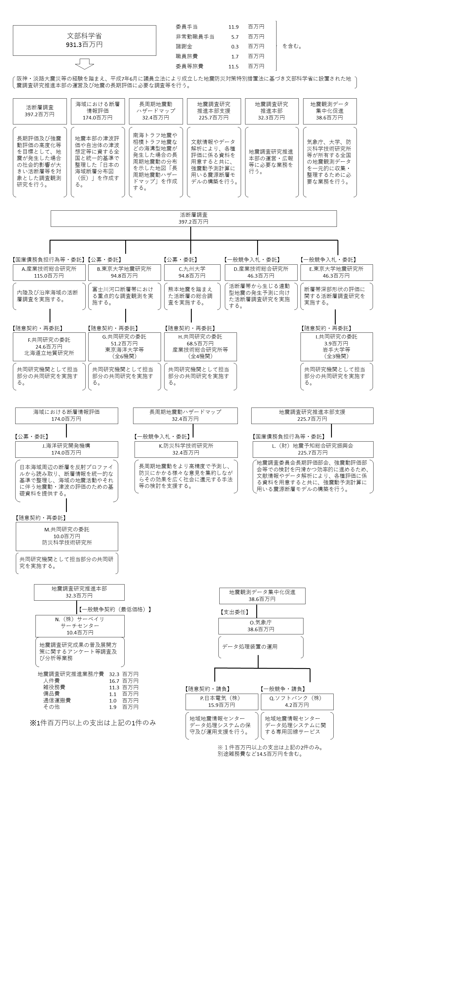 文部科学省
931.3百万円
委員手当 11.9 百万円
非常勤職員手当 5.7 百万円
諸謝金 0.3 百万円
職員旅費 1.7 百万円
委員等旅費 11.5 百万円
を含む。
阪神・淡路大震災等の経験を踏まえ、平成7年6月に議員立法により成立した地震防災対策特別措置法に基づき文部科学省に設置された地
震調査研究推進本部の運営及び地震の長期評価に必要な調査等を行う。
活断層調査
397.2百万円
海域における断層
情報評価
174.0百万円
長周期地震動
ハザードマップ
32.4百万円
地震調査研究
推進本部支援
225.7百万円
地震調査研究
推進本部
32.3百万円
地震観測データ
集中化促進
38.6百万円
長期評価及び強震
動評価の高度化等
を目標として、地
震が発生した場合
の社会的影響が大
きい活断層等を対
象とした調査観測
研究を行う。
地震本部の津波評
価や自治体の津波
想定等に資する全
国と統一的基準で
整理した「日本の
海域断層分布図
（仮）」を作成す
る。
南海トラフ地震や
相模トラフ地震な
どの海溝型地震が
発生した場合の長
周期地震動の分布
を示した地図「長
周期地震動ハザー
ドマップ」を作成
する。
文献情報やデータ
解析により、各種
評価に係る資料を
用意すると共に、
強震動予測計算に
用いる震源断層モ
デルの構築を行う。
地震調査研究推進
本部の運営・広報
等に必要な業務を
行う。
気象庁、大学、防
災科学技術研究所
等が所有する全国
の地震観測データ
を一元的に収集・
整理するために必
要な業務を行う。
活断層調査
397.2百万円
【国庫債務負担行為等・委託】
A.産業技術総合研究所
115.0百万円
内陸及び沿岸海域の活断
層調査を実施する。
【公募・委託】
B.東京大学地震研究所
94.8百万円
富士川河口断層帯におけ
る重点的な調査観測を実
施する。
【公募・委託】
C.九州大学
94.8百万円
熊本地震を踏まえ
た活断層の総合調
査を実施する。
【一般競争入札・委託】
D.産業技術総合研究所
46.3百万円
活断層帯から生じる連動
型地震の発生予測に向け
た活断層調査研究を実施
する。
【一般競争入札・委託】
E.東京大学地震研究所
46.3百万円
断層帯深部形状の評価に
関する活断層調査研究を
実施する。
【随意契約・再委託】
F.共同研究の委託
24.6百万円
北海道立地質研究所
共同研究機関として担当
部分の共同研究を実施す
る。
【随意契約・再委託】
G.共同研究の委託
51.2百万円
東京海洋大学等
（全6機関）
共同研究機関として担当
部分の共同研究を実施す
る。
【随意契約・再委託】
H.共同研究の委託
68.5百万円
産業技術総合研究所等
（全4機関）
共同研究機関として担当
部分の共同研究を実施す
る。
【随意契約・再委託】
I.共同研究の委託
3.9百万円
岩手大学等
（全3機関）
共同研究機関として担当
部分の共同研究を実施す
る。
海域における断層情報評価
174.0百万円
【公募・委託】
J.海洋研究開発機構
174.0百万円
日本海域周辺の断層を反射プロファイ
ルから読み取り、断層情報を統一的な
基準で整理し、海域の地震活動やそれ
に伴う地震動・津波の評価のための基
礎資料を提供する。
【随意契約・再委託】
M.共同研究の委託
10.0百万円
防災科学技術研究所
共同研究機関として担当部分の共同研
究を実施する。
長周期地震動ハザードマップ
32.4百万円
【一般競争入札・委託】
K.防災科学技術研究所
32.4百万円
長周期地震動をより高精度で予測し、
防災にかかる様々な意見を集約しなが
らその効果を広く社会に還元する手法
等の検討を支援する。
地震調査研究推進本部支援
225.7百万円
【国庫債務負担行為等・委託】
L.（財）地震予知総合研究振興会
225.7百万円
地震調査委員会長期評価部会、強震動評価部
会等での検討を円滑かつ効率的に進めるため、
文献情報やデータ解析により、各種評価に係
る資料を用意すると共に、強震動予測計算に
用いる震源断層モデルの構築を行う。
地震調査研究推進本部
32.3百万円
【一般競争契約（最低価格）】
N.（株）サーベイリ
サーチセンター
10.4百万円
地震調査研究成果の普及展開方
策に関するアンケート等調査及
び分析等業務
地震調査研究推進業務庁費 32.3 百万円
人件費 16.7 百万円
雑役務費 11.3 百万円
備品費 1.1 百万円
通信運搬費 1.0 百万円
その他 1.9 百万円
※1件百万円以上の支出は上記の1件のみ
地震観測データ集中化促進
38.6百万円
【支出委任】
O.気象庁
38.6百万円
データ処理装置の運用
【随意契約・請負】
P.日本電気（株）
15.9百万円
地域地震情報センター
データ処理システムの保
守及び運用支援を行う。
【一般競争・請負】
Q.ソフトバンク（株）
4.2百万円
地域地震情報センター
データ処理システムに関
する専用回線サービス
※１件百万円以上の支出は上記の2件のみ。
別途雑務費など14.5百万円を含む。